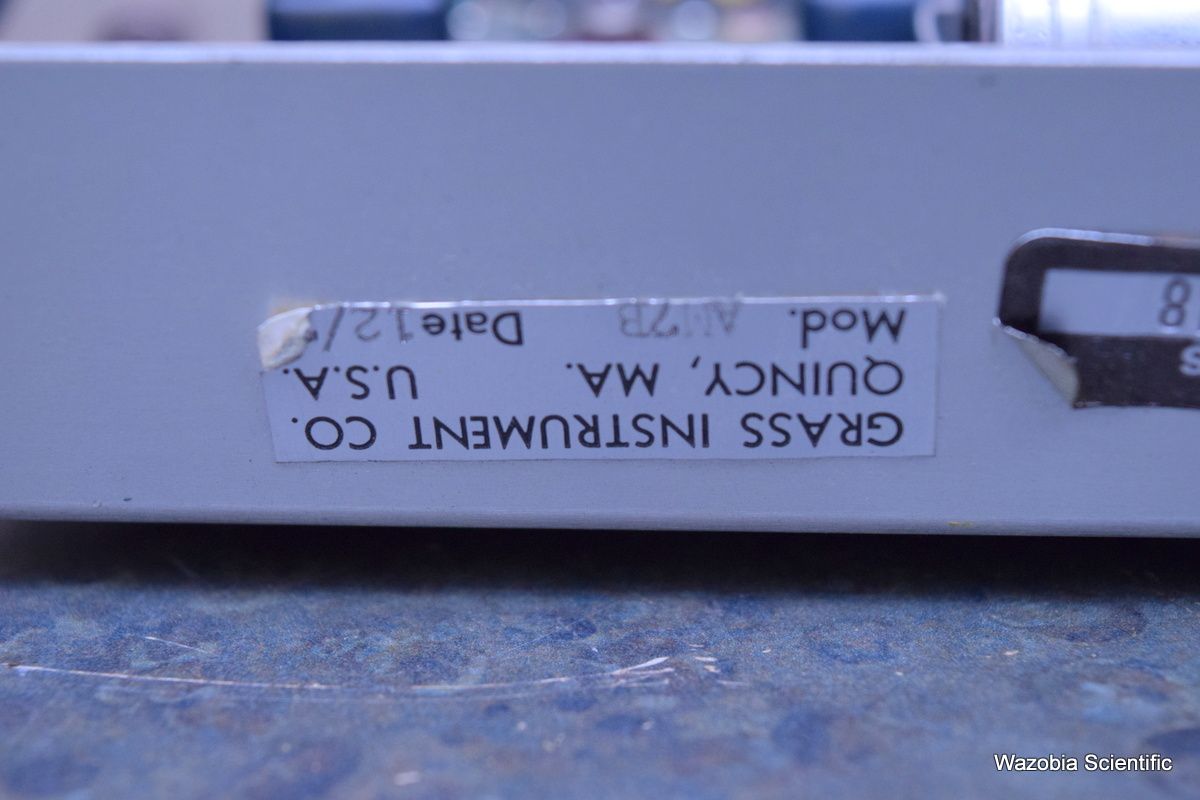 GRASS INSTRUMENT CO.
QUINCY, MA. U.S.A.
Mod. Date 12/
8
S
Wazobia Scientific